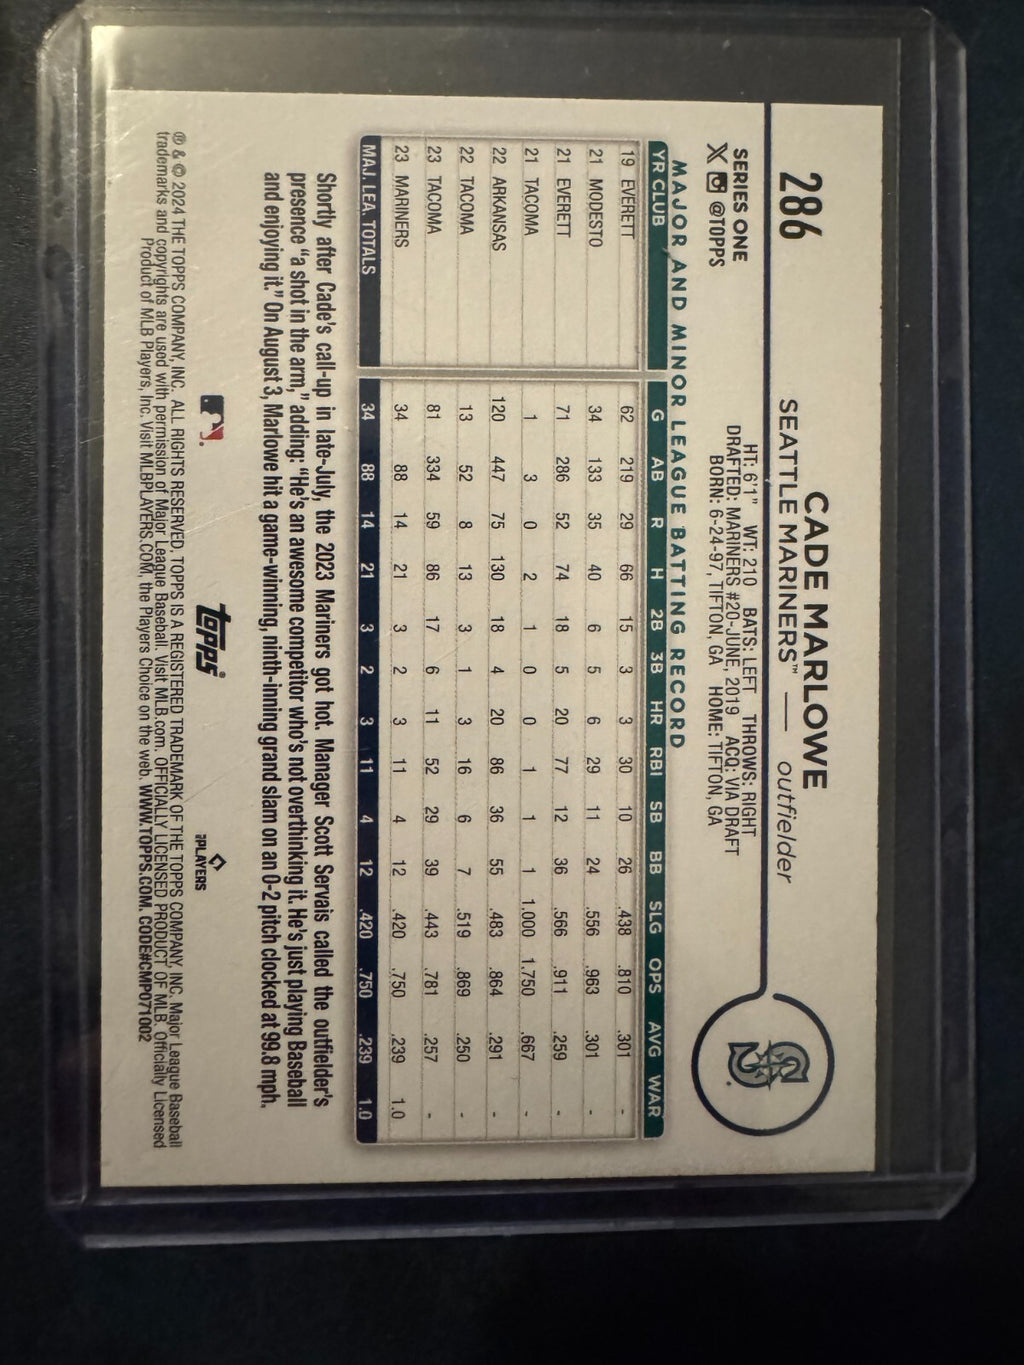 286
CADE MARLOWE
SEATTLE MARINERS™ — outfielder
SERIES ONE
@TOPPS
HT: 6'1" WT: 210 BATS: LEFT THROWS: RIGHT
DRAFTED: MARINERS #20-JUNE, 2019 ACQ: VIA DRAFT
BORN: 6-24-97, TIFTON, GA HOME: TIFTON, GA
MAJOR AND MINOR LEAGUE BATTING RECORD
YR CLUB G AB R H 2B 3B HR RBI SB BB SLG OPS AVG WAR
19 EVERETT 62 219 29 66 15 3 3 30 10 26 .438 .810 .301 -
21 MODESTO 34 133 35 40 6 5 6 29 11 24 .556 .963 .301 -
21 EVERETT 71 286 52 74 18 5 20 77 12 36 .566 .911 .259 -
21 TACOMA 1 3 0 2 1 0 0 1 1 1 1.000 1.750 .667 -
22 ARKANSAS 120 447 75 130 18 4 20 86 36 55 .483 .864 .291 -
22 TACOMA 13 52 8 13 3 1 3 16 6 7 .519 .869 .250 -
23 TACOMA 81 334 59 86 17 6 11 52 29 39 .443 .781 .257 -
23 MARINERS 34 88 14 21 3 2 3 11 4 12 .420 .750 .239 1.0
MAJ. LEA. TOTALS 34 88 14 21 3 2 3 11 4 12 .420 .750 .239 1.0
Shortly after Cade's call-up in late-July, the 2023 Mariners got hot. Manager Scott Servais called the outfielder's
presence "a shot in the arm," adding: "He's an awesome competitor who's not overthinking it. He's just playing Baseball
and enjoying it." On August 3, Marlowe hit a game-winning, ninth-inning grand slam on an 0-2 pitch clocked at 99.8 mph.
topps®
PLAYERS
® & © 2024 THE TOPPS COMPANY, INC. ALL RIGHTS RESERVED. TOPPS IS A REGISTERED TRADEMARK OF THE TOPPS COMPANY, INC. Major League Baseball
trademarks and copyrights are used with permission of Major League Baseball. Visit MLB.com. OFFICIALLY LICENSED PRODUCT OF MLB. Officially Licensed
Product of MLB Players, Inc. Visit MLBPLAYERS.COM, the Players Choice on the web. WWW.TOPPS.COM. CODE#CMP071002